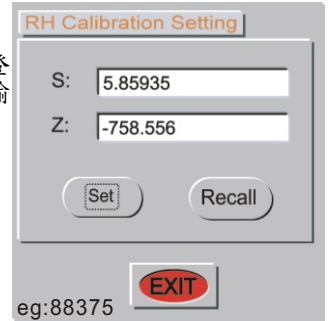 RH Calibration Setting
S: 5.85935
Z: -758.556
Set Recall
EXIT
eg:88375